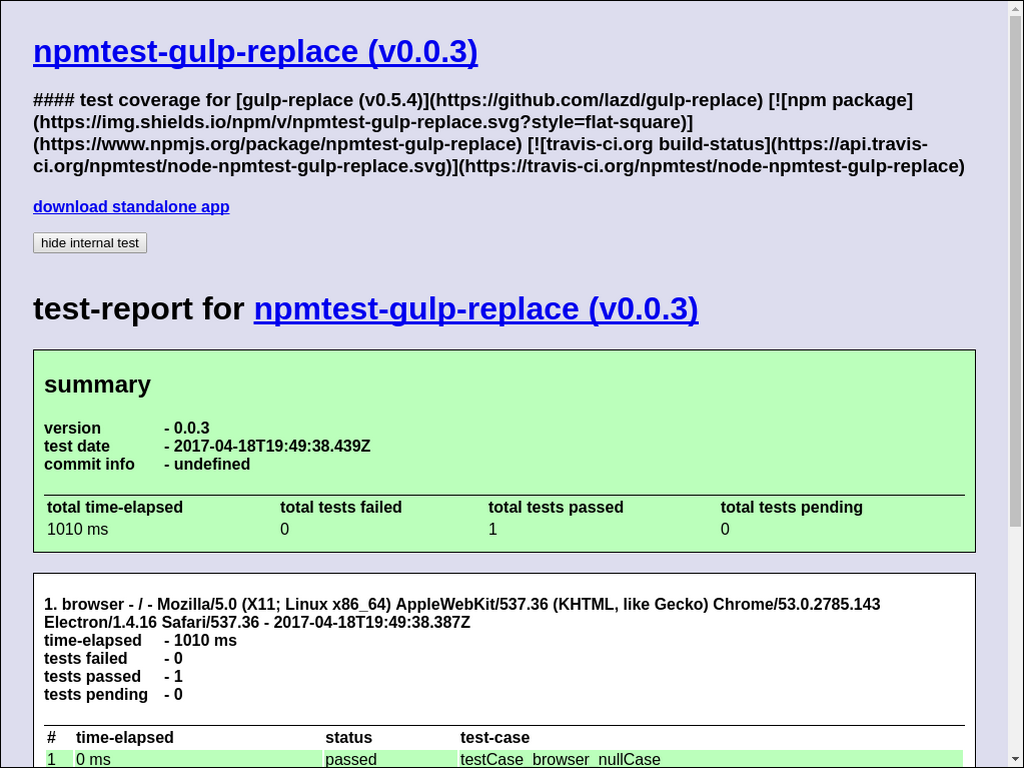 npmtest-gulp-replace (v0.0.3)
#### test coverage for [gulp-replace (v0.5.4)](https://github.com/lazd/gulp-replace) [![npm package]
(https://img.shields.io/npm/v/npmtest-gulp-replace.svg?style=flat-square)]
(https://www.npmjs.org/package/npmtest-gulp-replace) [![travis-ci.org build-status](https://api.travis-
ci.org/npmtest/node-npmtest-gulp-replace.svg)](https://travis-ci.org/npmtest/node-npmtest-gulp-replace)
download standalone app
hide internal test
test-report for npmtest-gulp-replace (v0.0.3)
summary
version - 0.0.3
test date - 2017-04-18T19:49:38.439Z
commit info - undefined
total time-elapsed total tests failed total tests passed total tests pending
1010 ms 0 1 0
1. browser - / - Mozilla/5.0 (X11; Linux x86_64) AppleWebKit/537.36 (KHTML, like Gecko) Chrome/53.0.2785.143
Electron/1.4.16 Safari/537.36 - 2017-04-18T19:49:38.387Z
time-elapsed - 1010 ms
tests failed - 0
tests passed - 1
tests pending - 0
# time-elapsed status test-case
1 0 ms passed testCase_browser_nullCase